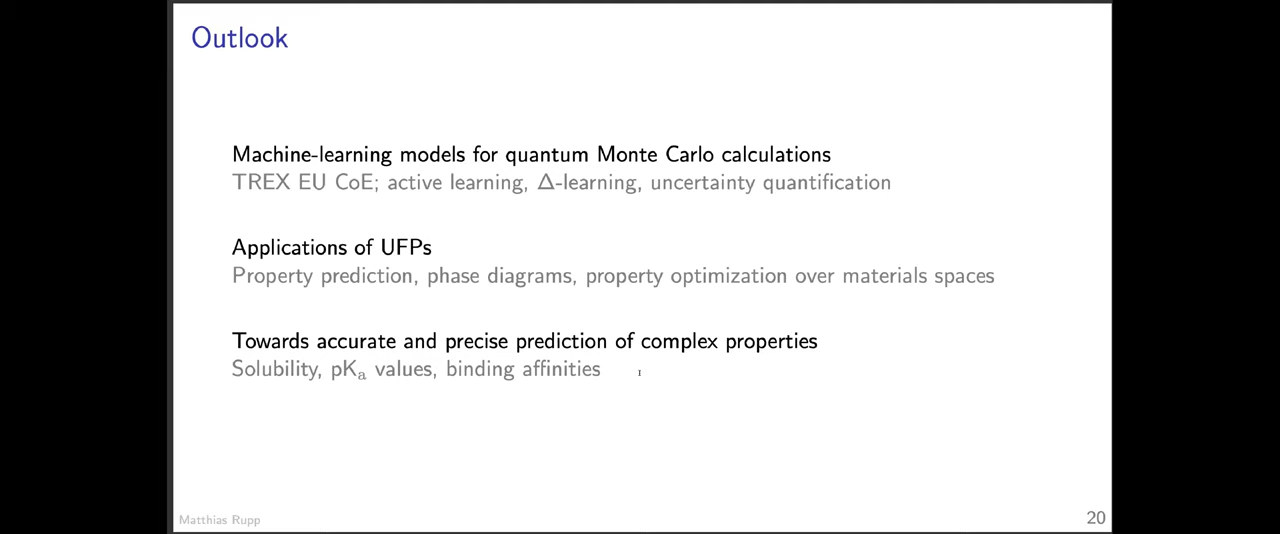 Outlook
Machine-learning models for quantum Monte Carlo calculations
TREX EU CoE; active learning, Δ-learning, uncertainty quantification
Applications of UFPs
Property prediction, phase diagrams, property optimization over materials spaces
Towards accurate and precise prediction of complex properties
Solubility, pKₐ values, binding affinities
Matthias Rupp
20